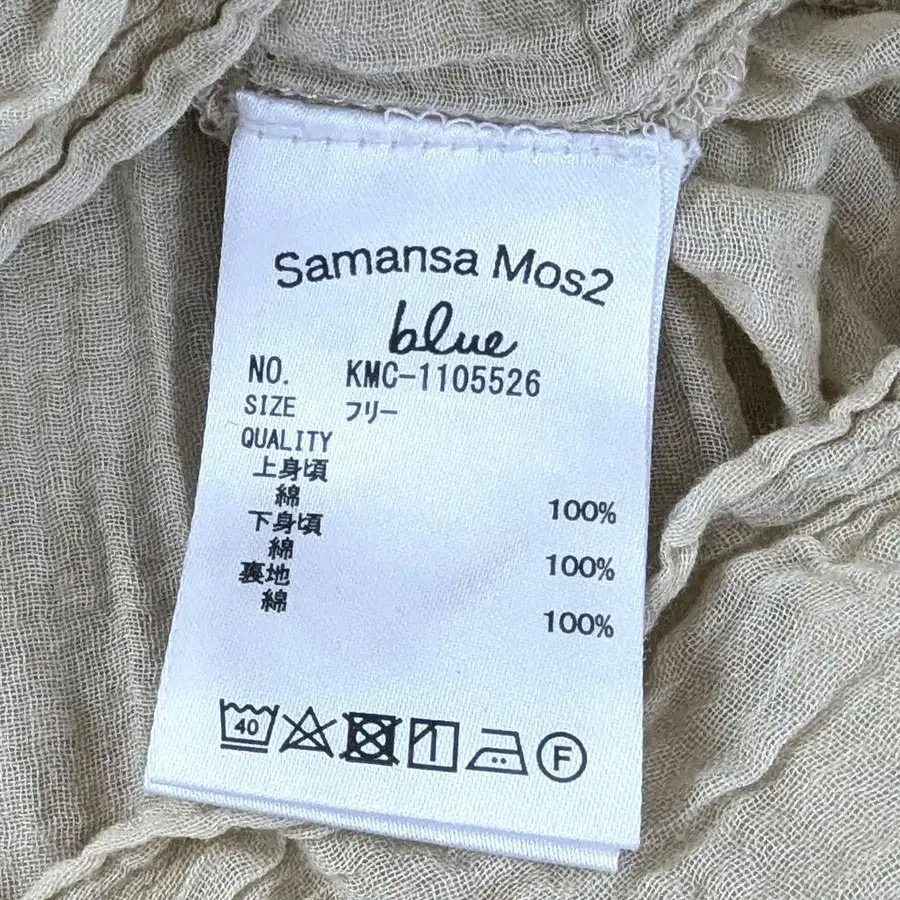 Samansa Mos2
blue
NO. KMC-1105526
SIZE フリー
QUALITY
上身頃
綿 100%
下身頃
綿 100%
裏地
綿 100%
40
F